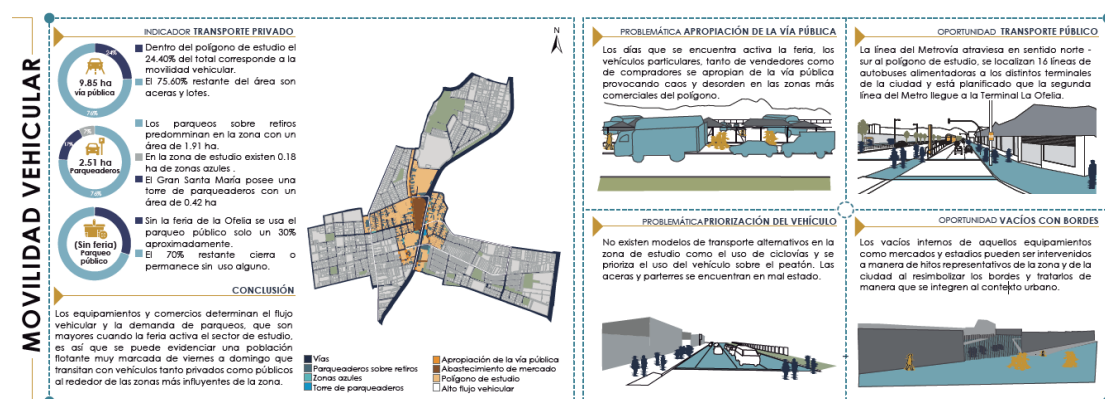 MOVILIDAD VEHICULAR
INDICADOR TRANSPORTE PRIVADO
24%
9.85 ha
vía pública
76%
Dentro del polígono de estudio el
24.40% del total corresponde a la
movilidad vehicular.
El 75.60% restante del área son
aceras y lotes.
7%
17%
2.51 ha
Parqueaderos
76%
Los parqueos sobre retiros
predomminan en la zona con un
área de 1.91 ha.
En la zona de estudio existen 0.18
ha de zonas azules .
El Gran Santa María posee una
torre de parqueaderos con un
área de 0.42 ha
(Sin feria)
Parqueo
público
Sin la feria de la Ofelia se usa el
parqueo público solo un 30%
aproximadamente.
El 70% restante cierra o
permanece sin uso alguno.
CONCLUSIÓN
Los equipamientos y comercios determinan el flujo
vehicular y la demanda de parqueos, que son
mayores cuando la feria activa el sector de estudio,
es así que se puede evidenciar una población
flotante muy marcada de viernes a domingo que
transitan con vehículos tanto privados como públicos
al rededor de las zonas más influyentes de la zona.
N
Vías
Parqueaderos sobre retiros
Zonas azules
Torre de parqueaderos
Apropiación de la vía pública
Abastecimiento de mercado
Polígono de estudio
Alto flujo vehicular
PROBLEMÁTICA APROPIACIÓN DE LA VÍA PÚBLICA
Los días que se encuentra activa la feria, los
vehículos particulares, tanto de vendedores como
de compradores se apropian de la vía pública
provocando caos y desorden en las zonas más
comerciales del polígono.
OPORTUNIDAD TRANSPORTE PÚBLICO
La línea del Metrovía atraviesa en sentido norte -
sur al polígono de estudio, se localizan 16 líneas de
autobuses alimentadoras a los distintos terminales
de la ciudad y está planificado que la segunda
línea del Metro llegue a la Terminal La Ofelia.
PROBLEMÁTICA PRIORIZACIÓN DEL VEHÍCULO
No existen modelos de transporte alternativos en la
zona de estudio como el uso de ciclovías y se
prioriza el uso del vehículo sobre el peatón. Las
aceras y parterres se encuentran en mal estado.
OPORTUNIDAD VACÍOS CON BORDES
Los vacíos internos de aquellos equipamientos
como mercados y estadios pueden ser intervenidos
a manera de hitos representativos de la zona y de la
ciudad al resimbolizar los bordes y tratarlos de
manera que se integren al contexto urbano.